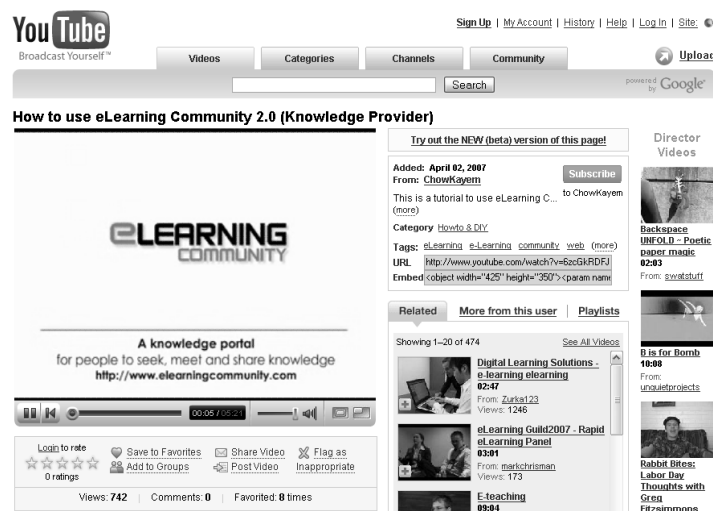 You Tube
Broadcast Yourself™
Sign Up | My Account | History | Help | Log In | Site:
Videos
Categories
Channels
Community
Upload
Search
powered by Google
How to use eLearning Community 2.0 (Knowledge Provider)
eLEARNING
COMMUNITY
A knowledge portal
for people to seek, meet and share knowledge
http://www.elearningcommunity.com
00:05 / 05:21
Login to rate
0 ratings
Save to Favorites
Add to Groups
Share Video
Post Video
Flag as
Inappropriate
Views: 742 | Comments: 0 | Favorited: 8 times
Try out the NEW (beta) version of this page!
Added: April 02, 2007
From: ChowKayern
Subscribe
to ChowKayern
This is a tutorial to use eLearning C...
(more)
Category Howto & DIY
Tags: eLearning e-Learning community web (more)
URL http://www.youtube.com/watch?v=6zcGkRDFJ
Embed <object width="425" height="350"><param name
Related
More from this user
Playlists
Showing 1-20 of 474
See All Videos
Digital Learning Solutions -
e-learning elearning
02:47
From: Zurka123
Views: 1246
eLearning Guild2007 - Rapid
eLearning Panel
03:01
From: markchrisman
Views: 173
E-teaching
09:04
Director
Videos
Backspace
UNFOLD ~ Poetic
paper magic
02:03
From: swatstuff
B is for Bomb
10:08
From:
unquietprojects
Rabbit Bites:
Labor Day
Thoughts with
Greg
Fitzsimmons